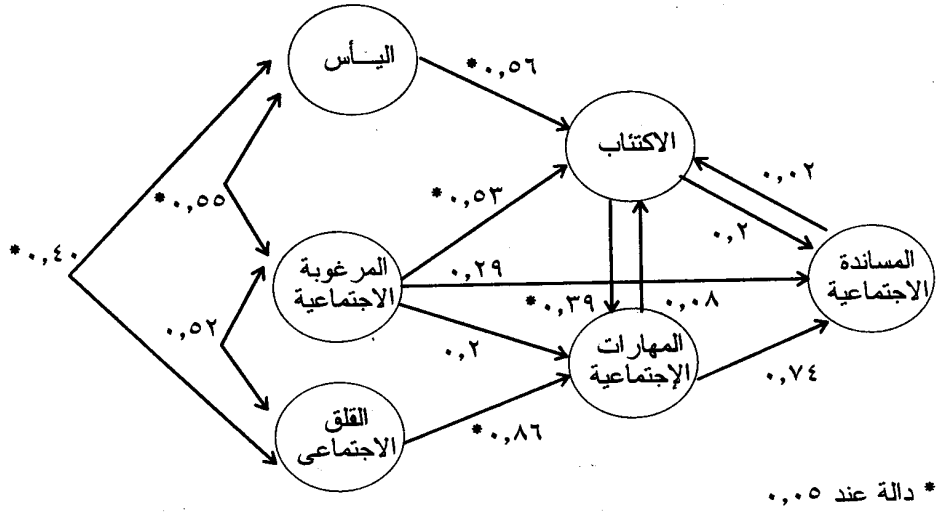 اليـــأس
*٠,٥٦
الاكتئاب
٠,٠٢
*٠,٥٥
*٠,٥٣
٠,٢
*٠,٤٠
المرغوبة
الاجتماعية
٠,٢٩
المساندة
الاجتماعية
*٠,٣٩
٠,٠٨
٠,٥٢
٠,٢
المهارات
الإجتماعية
٠,٧٤
القلق
الاجتماعى
*٠,٨٦
* دالة عند ٠,٠٥